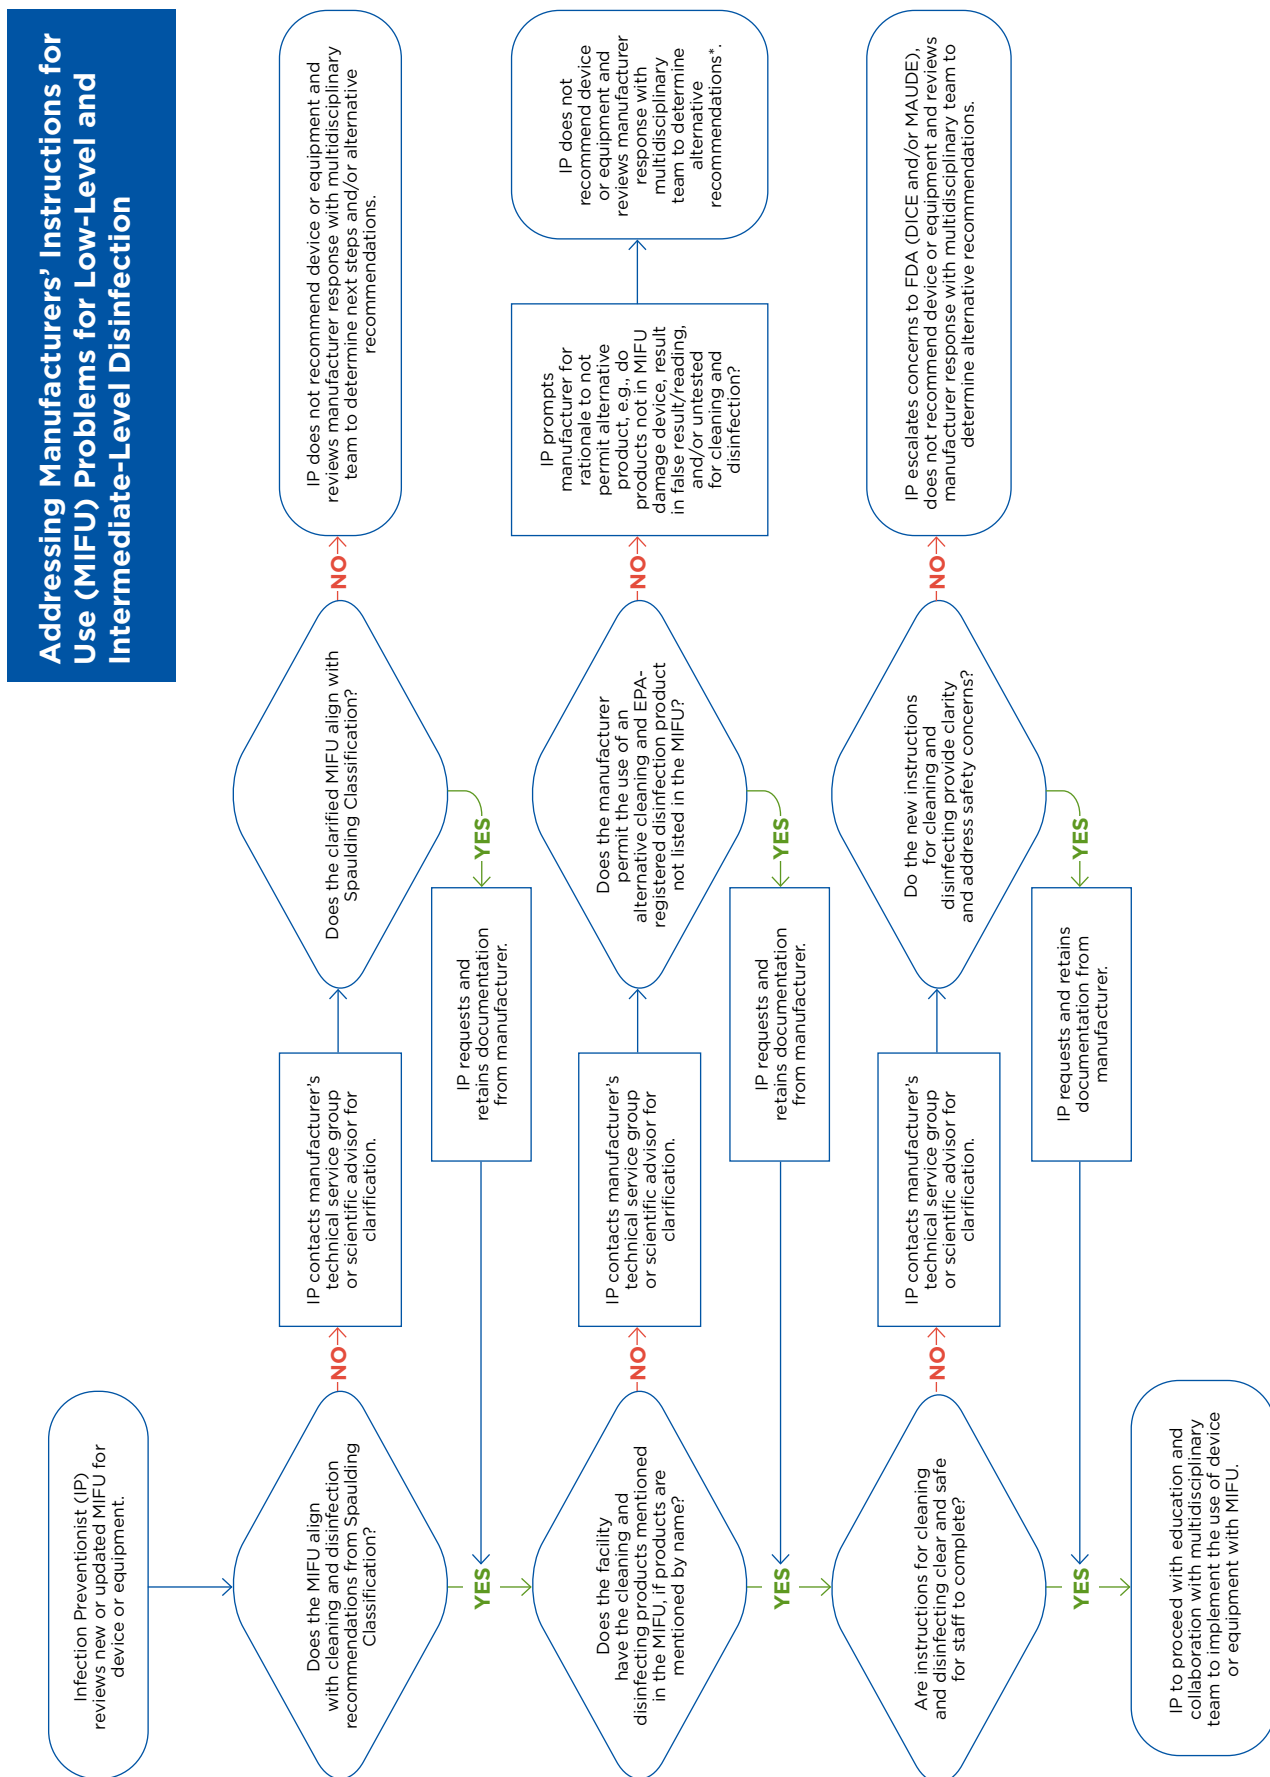 Addressing Manufacturers' Instructions for
Use (MIFU) Problems for Low-Level and
Intermediate-Level Disinfection
Infection Preventionist (IP)
reviews new or updated MIFU for
device or equipment.
Does the MIFU align
with cleaning and disinfection
recommendations from Spaulding
Classification?
NO
IP contacts manufacturer's
technical service group
or scientific advisor for
clarification.
Does the clarified MIFU align with
Spaulding Classification?
NO
IP does not recommend device or equipment and
reviews manufacturer response with multidisciplinary
team to determine next steps and/or alternative
recommendations.
YES
IP requests and
retains documentation
from manufacturer.
YES
Does the facility
have the cleaning and
disinfecting products mentioned
in the MIFU, if products are
mentioned by name?
NO
IP contacts manufacturer's
technical service group
or scientific advisor for
clarification.
Does the manufacturer
permit the use of an
alternative cleaning and EPA-
registered disinfection product
not listed in the MIFU?
NO
IP prompts
manufacturer for
rationale to not
permit alternative
product, e.g., do
products not in MIFU
damage device, result
in false result/reading,
and/or untested
for cleaning and
disinfection?
IP does not
recommend device
or equipment and
reviews manufacturer
response with
multidisciplinary
team to determine
alternative
recommendations*.
YES
IP requests and
retains documentation
from manufacturer.
YES
Are instructions for cleaning
and disinfecting clear and safe
for staff to complete?
NO
IP contacts manufacturer's
technical service group
or scientific advisor for
clarification.
Do the new instructions
for cleaning and
disinfecting provide clarity
and address safety concerns?
NO
IP escalates concerns to FDA (DICE and/or MAUDE),
does not recommend device or equipment and reviews
manufacturer response with multidisciplinary team to
determine alternative recommendations.
YES
IP requests and retains
documentation from
manufacturer.
YES
IP to proceed with education and
collaboration with multidisciplinary
team to implement the use of device
or equipment with MIFU.